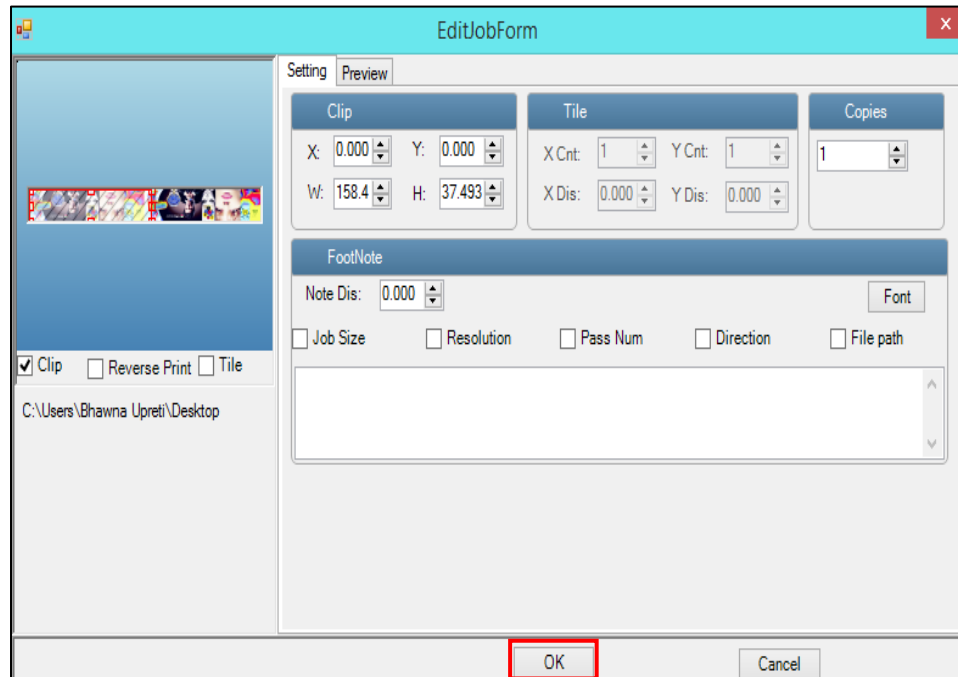 EditJobForm
x
Setting Preview
Clip Tile Copies
X: 0.000 Y: 0.000 X Cnt: 1 Y Cnt: 1 1
W: 158.4 H: 37.493 X Dis: 0.000 Y Dis: 0.000
FootNote
Note Dis: 0.000 Font
Job Size Resolution Pass Num Direction File path
Clip Reverse Print Tile
C:\Users\Bhawna Upreti\Desktop
OK Cancel